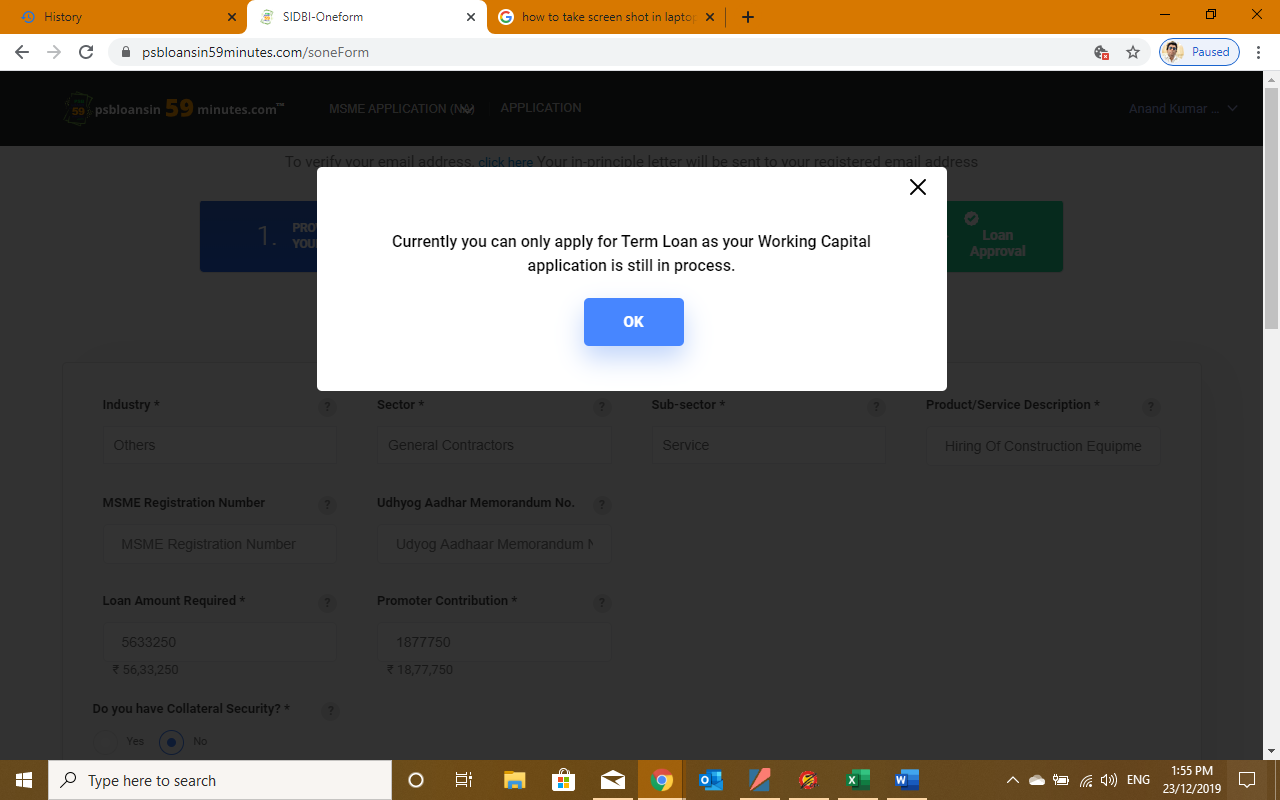 History
SIDBI-Oneform
how to take screen shot in laptop
psbloansin59minutes.com/soneForm
Paused
psbloansin 59 minutes.com™
MSME APPLICATION (NA)
APPLICATION
Anand Kumar ...
To verify your email address, click here Your in-principle letter will be sent to your registered email address
1.
Loan
Approval
Currently you can only apply for Term Loan as your Working Capital
application is still in process.
OK
Industry * ?
Sector * ?
Sub-sector * ?
Product/Service Description * ?
Others
General Contractors
Service
Hiring Of Construction Equipme
MSME Registration Number ?
Udhyog Aadhar Memorandum No. ?
MSME Registration Number
Udyog Aadhaar Memorandum N
Loan Amount Required * ?
Promoter Contribution * ?
5633250
1877750
₹ 56,33,250
₹ 18,77,750
Do you have Collateral Security? * ?
Yes
No
Type here to search
ENG
1:55 PM
23/12/2019